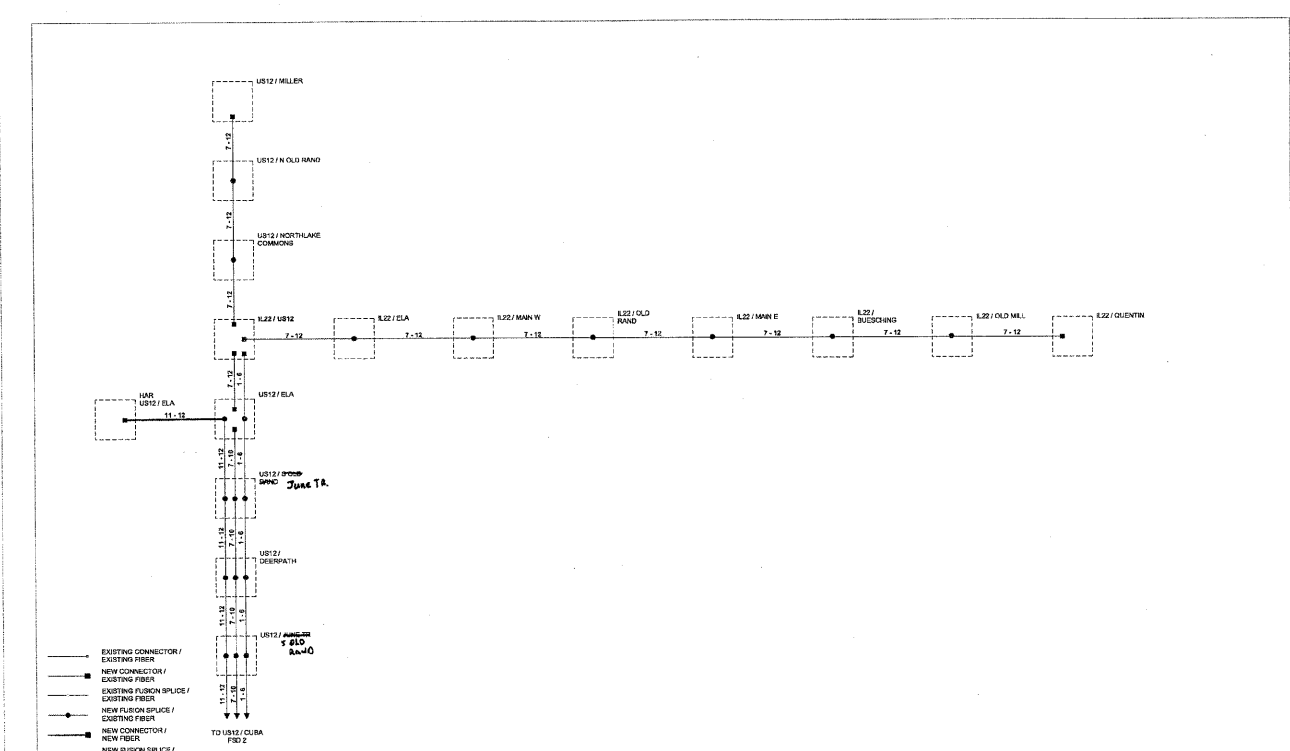 US12 / MILLER
7 - 12
US12 / N OLD RAND
7 - 12
US12 / NORTHLAKE
COMMONS
7 - 12
IL22 / US12
7 - 12
IL22 / ELA
7 - 12
IL22 / MAIN W
7 - 12
IL22 / OLD
RAND
7 - 12
IL22 / MAIN E
7 - 12
IL22 /
BUESCHING
7 - 12
IL22 / OLD MILL
7 - 12
IL22 / QUENTIN
7 - 12
1 - 6
HAR
US12 / ELA
11 - 12
US12 / ELA
11 - 12
7 - 10
1 - 6
US12 / S OLD
RAND June TR.
11 - 12
7 - 10
1 - 6
US12 /
DEERPATH
11 - 12
7 - 10
1 - 6
US12 / JUNE TR
S OLD
RAND
11 - 12
7 - 10
1 - 6
TO US12 / CUBA
FSD 2
EXISTING CONNECTOR /
EXISTING FIBER
NEW CONNECTOR /
EXISTING FIBER
EXISTING FUSION SPLICE /
EXISTING FIBER
NEW FUSION SPLICE /
EXISTING FIBER
NEW CONNECTOR /
NEW FIBER
NEW FUSION SPLICE /